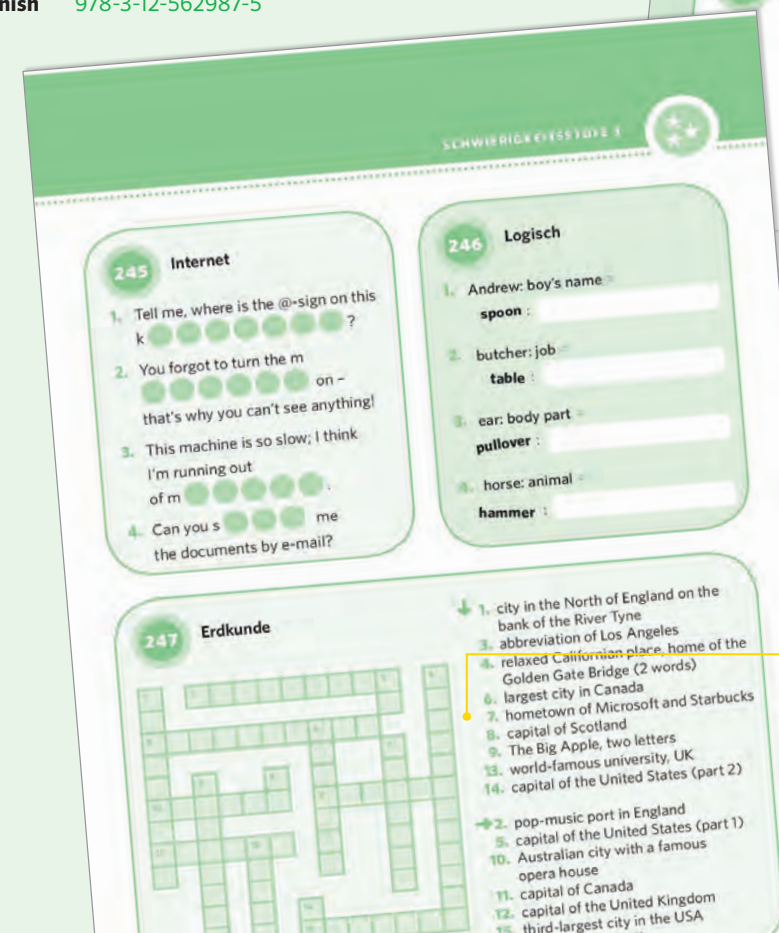 nish 978-3-12-562987-5
SCHWIERIGKEITSSTUFE 3
245 Internet
1. Tell me, where is the @-sign on this
k ?
2. You forgot to turn the m
on –
that's why you can't see anything!
3. This machine is so slow; I think
I'm running out
of m .
4. Can you s me
the documents by e-mail?
246 Logisch
1. Andrew: boy's name =
spoon :
2. butcher: job =
table :
3. ear: body part =
pullover :
4. horse: animal =
hammer :
247 Erdkunde
1. city in the North of England on the
bank of the River Tyne
3. abbreviation of Los Angeles
4. relaxed Californian place, home of the
Golden Gate Bridge (2 words)
6. largest city in Canada
7. hometown of Microsoft and Starbucks
8. capital of Scotland
9. The Big Apple, two letters
13. world-famous university, UK
14. capital of the United States (part 2)
2. pop-music port in England
5. capital of the United States (part 1)
10. Australian city with a famous
opera house
11. capital of Canada
12. capital of the United Kingdom
15. third-largest city in the USA